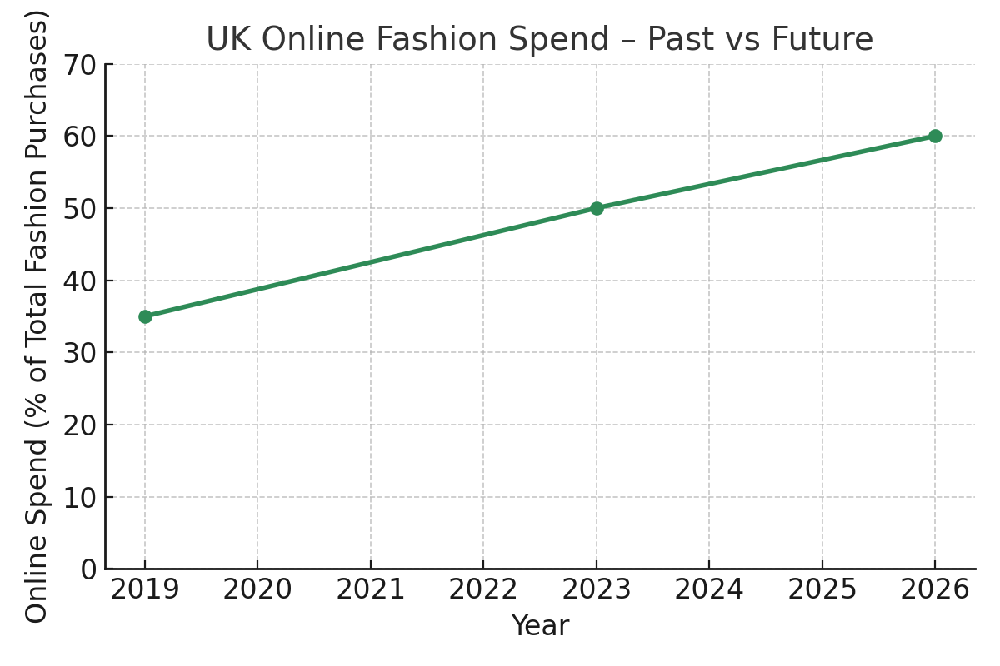 UK Online Fashion Spend – Past vs Future
Online Spend (% of Total Fashion Purchases)
70
60
50
40
30
20
10
0
2019 2020 2021 2022 2023 2024 2025 2026
Year